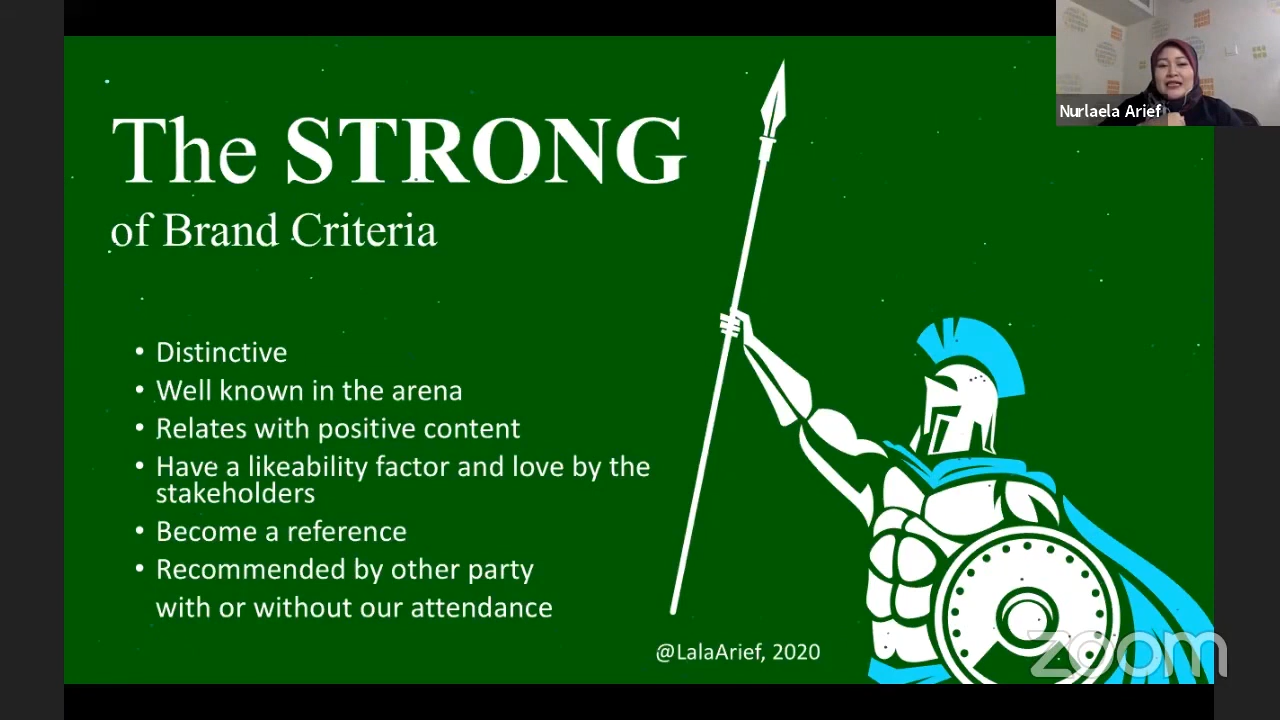 Nurlaela Arief
The STRONG
of Brand Criteria
• Distinctive
• Well known in the arena
• Relates with positive content
• Have a likeability factor and love by the
stakeholders
• Become a reference
• Recommended by other party
with or without our attendance
@LalaArief, 2020
zoom